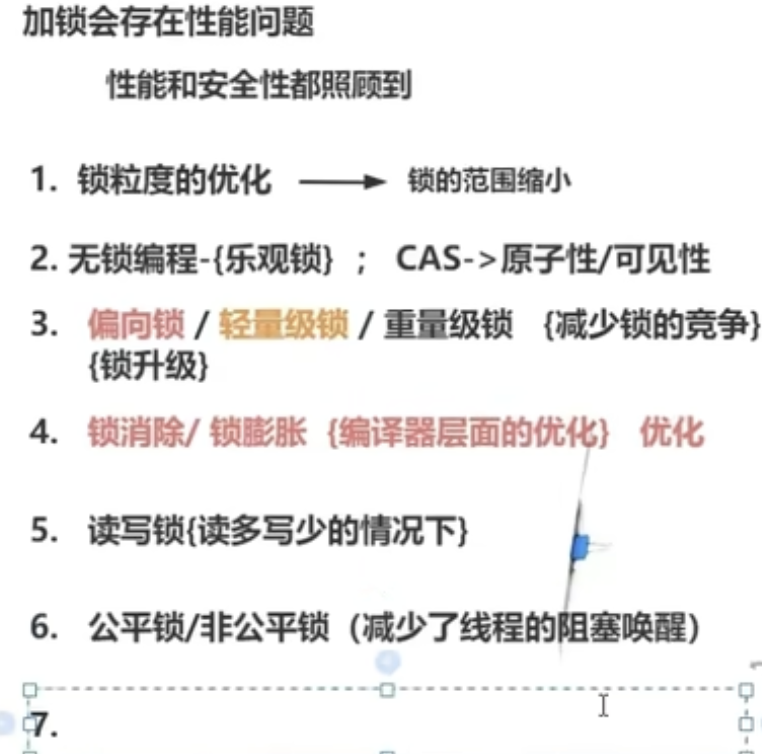 加锁会存在性能问题
性能和安全性都照顾到
1. 锁粒度的优化 → 锁的范围缩小
2. 无锁编程-{乐观锁} ； CAS->原子性/可见性
3. 偏向锁 / 轻量级锁 / 重量级锁 {减少锁的竞争}
{锁升级}
4. 锁消除/ 锁膨胀 {编译器层面的优化} 优化
5. 读写锁{读多写少的情况下}
6. 公平锁/非公平锁（减少了线程的阻塞唤醒）
7.